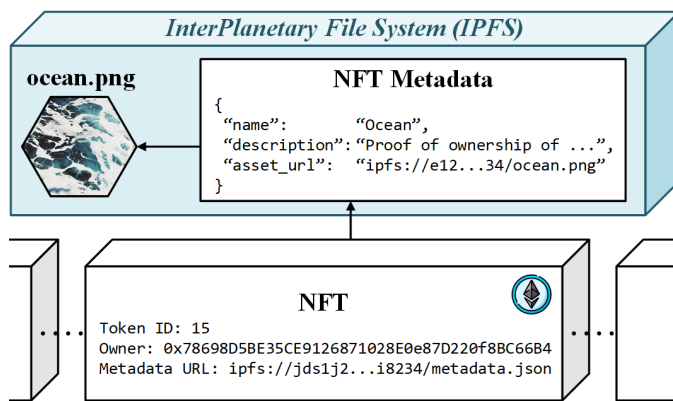 InterPlanetary File System (IPFS)
ocean.png
NFT Metadata
{
“name”: “Ocean”,
“description”: “Proof of ownership of ...”,
“asset_url”: “ipfs://e12...34/ocean.png”
}
NFT
Token ID: 15
Owner: 0x78698D5BE35CE9126871028E0e87D220f8BC66B4
Metadata URL: ipfs://jds1j2...i8234/metadata.json